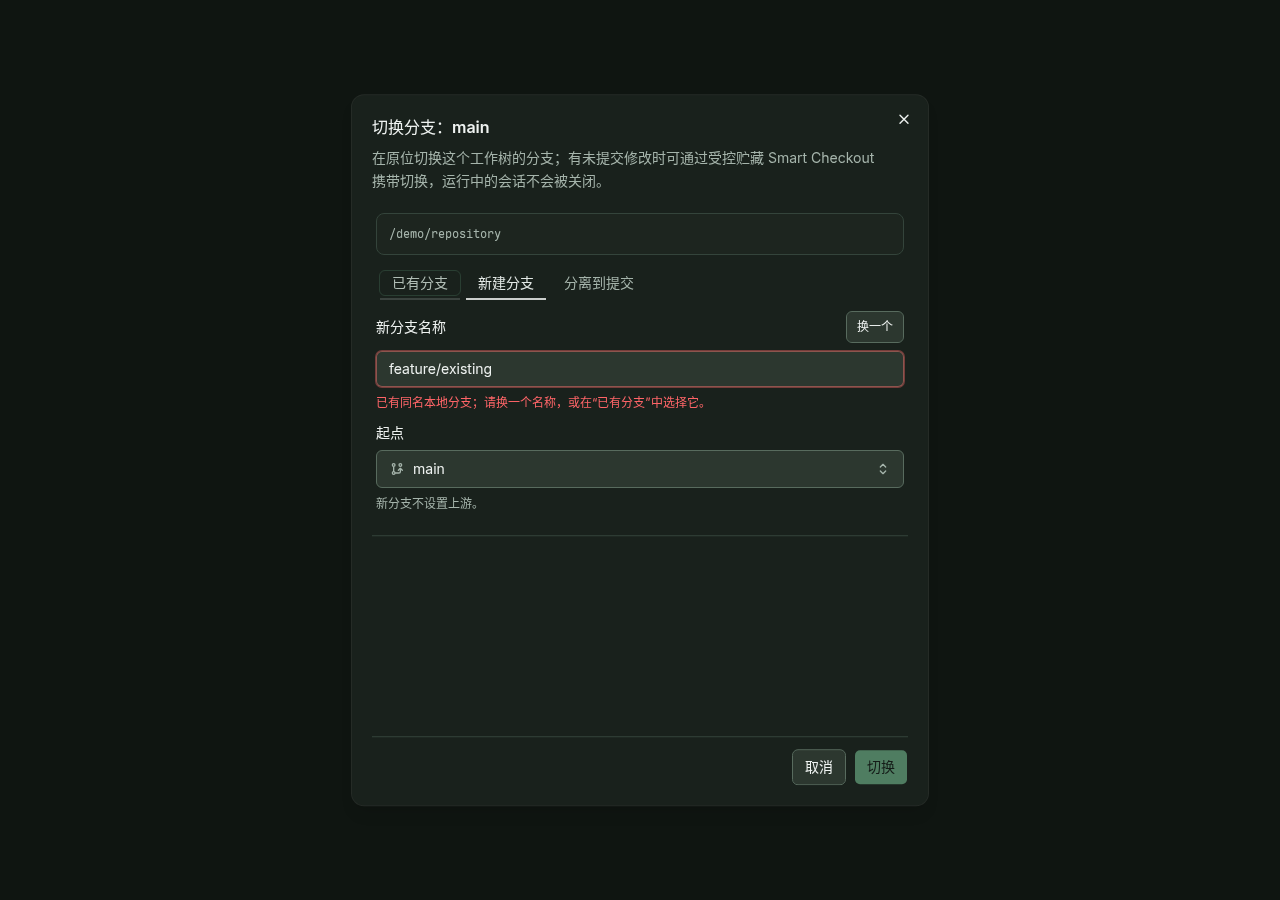 切换分支：main
在原位切换这个工作树的分支；有未提交修改时可通过受控贮藏 Smart Checkout
携带切换，运行中的会话不会被关闭。
/demo/repository
已有分支 新建分支 分离到提交
新分支名称 换一个
feature/existing
已有同名本地分支；请换一个名称，或在“已有分支”中选择它。
起点
main
新分支不设置上游。
取消 切换